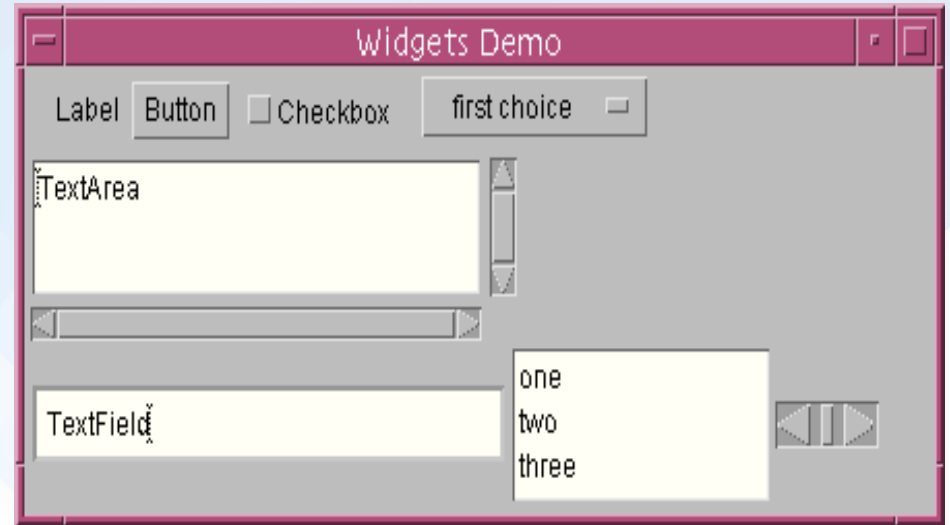 Widgets Demo
Label Button Checkbox first choice
TextArea
TextField
one
two
three